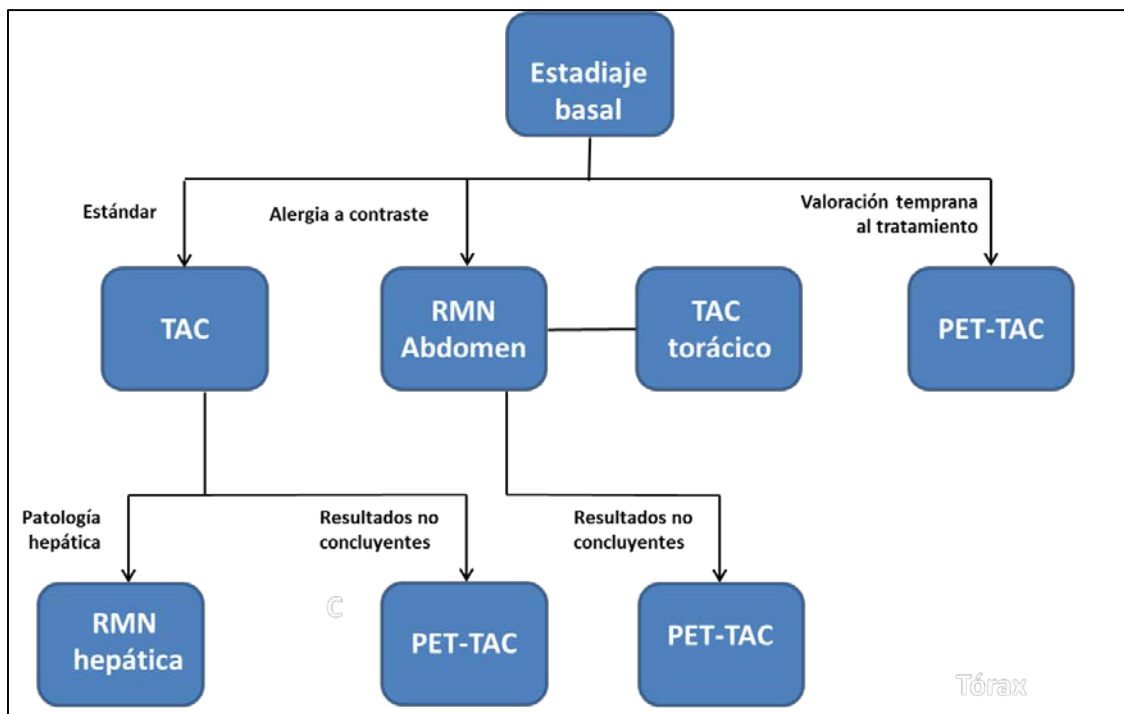 Estadiaje
basal
Estándar
Alergia a contraste
Valoración temprana
al tratamiento
TAC
RMN
Abdomen
TAC
torácico
PET-TAC
Patología
hepática
Resultados no
concluyentes
Resultados no
concluyentes
RMN
hepática
C
PET-TAC
PET-TAC
Tórax